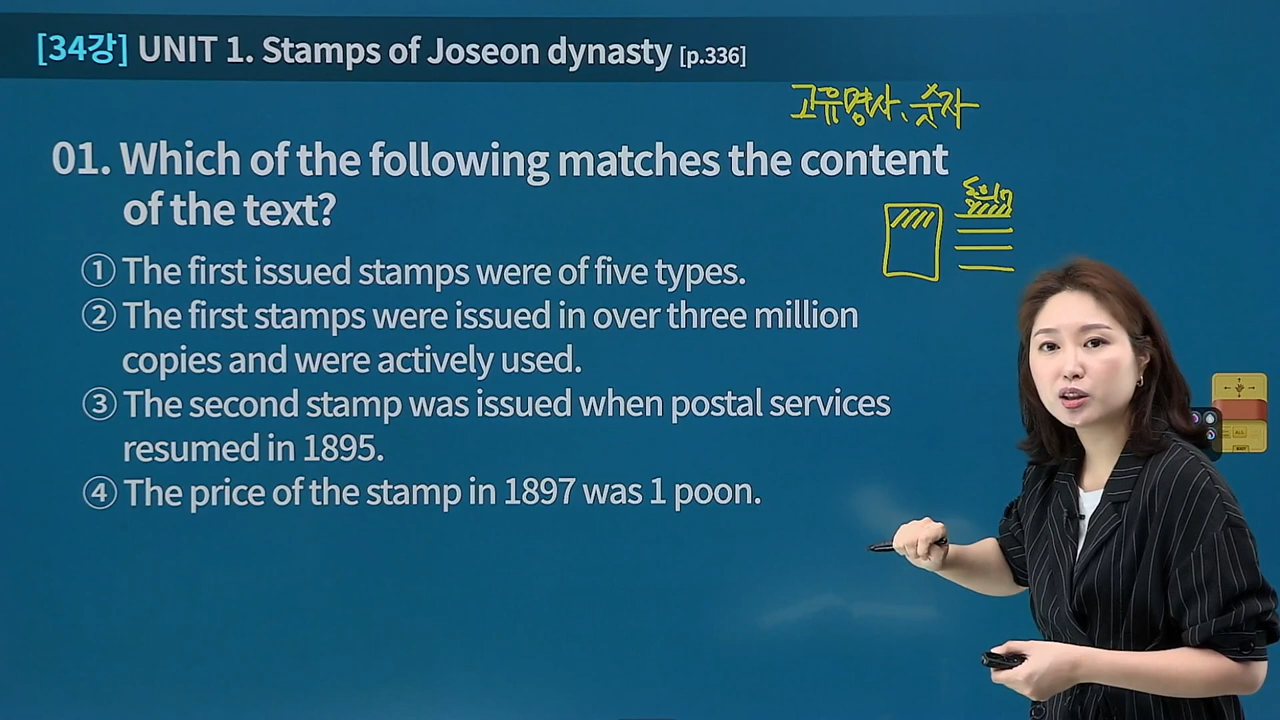 [34강] UNIT 1. Stamps of Joseon dynasty [p.336]
고유명사, 숫자
01. Which of the following matches the content
of the text?
① The first issued stamps were of five types.
② The first stamps were issued in over three million
copies and were actively used.
③ The second stamp was issued when postal services
resumed in 1895.
④ The price of the stamp in 1897 was 1 poon.